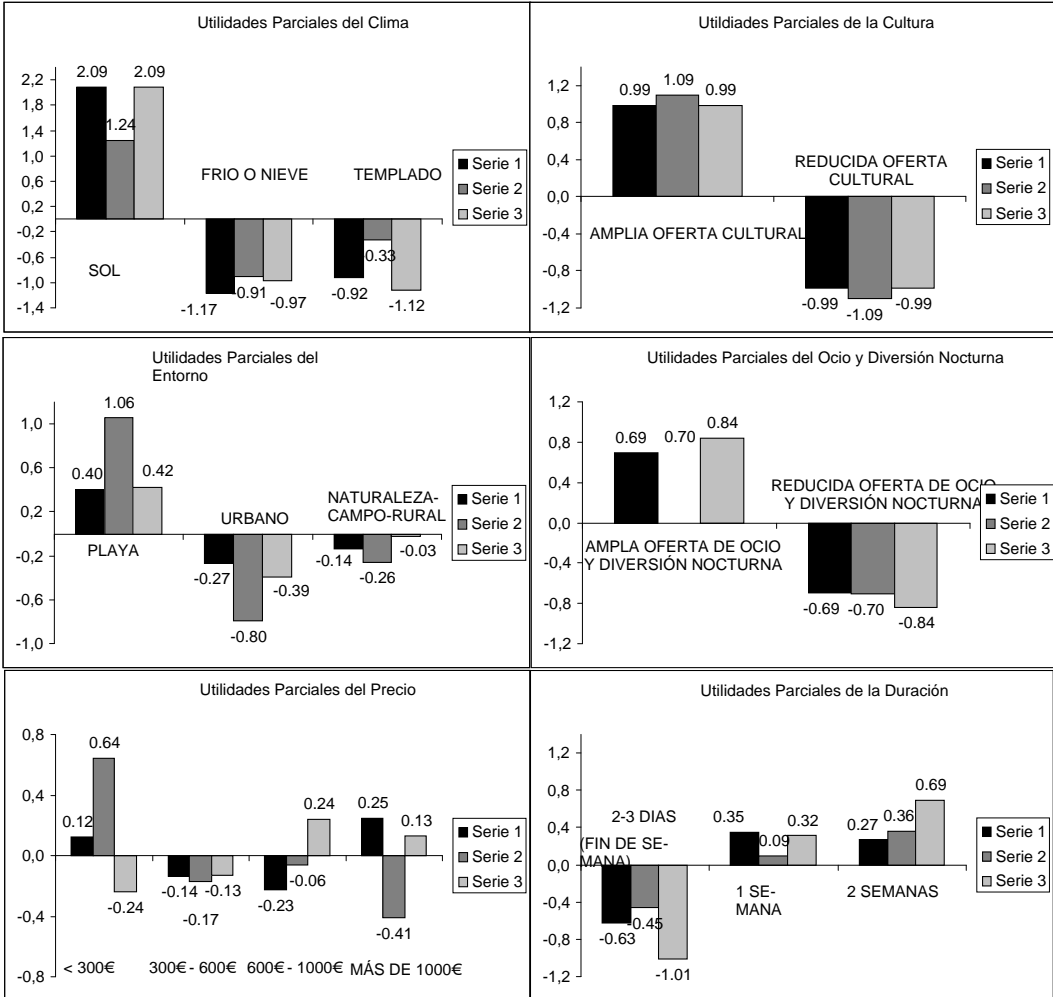 Utilidades Parciales del Clima
2.09
2.09
2,2
1,8
1,4
1.24
1,0
0,6
0,2
-0,2
-0,6
-1,0
-1,4
FRIO O NIEVE
TEMPLADO
SOL
-1.17
-0.91
-0.97
-0.92
-0.33
-1.12
Serie 1
Serie 2
Serie 3
Utildiades Parciales de la Cultura
1,2
0,8
0,4
0,0
-0,4
-0,8
-1,2
0.99
1.09
0.99
REDUCIDA OFERTA
CULTURAL
AMPLIA OFERTA CULTURAL
-0.99
-1.09
-0.99
Serie 1
Serie 2
Serie 3
Utilidades Parciales del
Entorno
1,0
0,6
0,2
-0,2
-0,6
-1,0
0.40
1.06
0.42
PLAYA
URBANO
NATURALEZA-
CAMPO-RURAL
-0.27
-0.80
-0.39
-0.14
-0.26
-0.03
Serie 1
Serie 2
Serie 3
Utilidades Parciales del Ocio y Diversión Nocturna
1,2
0,8
0,4
0,0
-0,4
-0,8
-1,2
0.69
0.70
0.84
REDUCIDA OFERTA DE OCIO
Y DIVERSIÓN NOCTURNA
AMPLA OFERTA DE OCIO
Y DIVERSIÓN NOCTURNA
-0.69
-0.70
-0.84
Serie 1
Serie 2
Serie 3
Utilidades Parciales del Precio
0,8
0,4
0,0
-0,4
-0,8
0.12
0.64
-0.24
-0.14
-0.17
-0.13
-0.23
-0.06
0.24
0.25
-0.41
0.13
< 300€
300€ - 600€
600€ - 1000€
MÁS DE 1000€
Serie 1
Serie 2
Serie 3
Utilidades Parciales de la Duración
1,2
0,8
0,4
0,0
-0,4
-0,8
-1,2
2-3 DIAS
(FIN DE SE-
MANA)
-0.63
-0.45
-1.01
0.35
0.09
0.32
1 SE-
MANA
0.27
0.36
0.69
2 SEMANAS
Serie 1
Serie 2
Serie 3